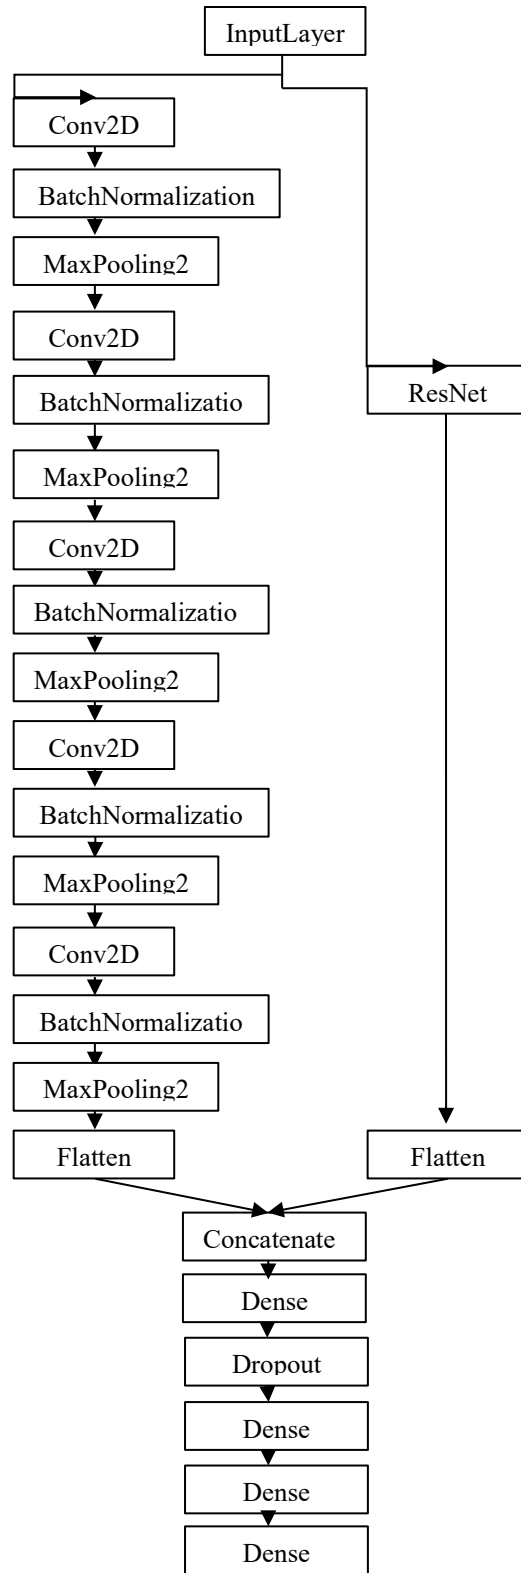 InputLayer
Conv2D
BatchNormalization
MaxPooling2
Conv2D
BatchNormalizatio
ResNet
MaxPooling2
Conv2D
BatchNormalizatio
MaxPooling2
Conv2D
BatchNormalizatio
MaxPooling2
Conv2D
BatchNormalizatio
MaxPooling2
Flatten
Flatten
Concatenate
Dense
Dropout
Dense
Dense
Dense